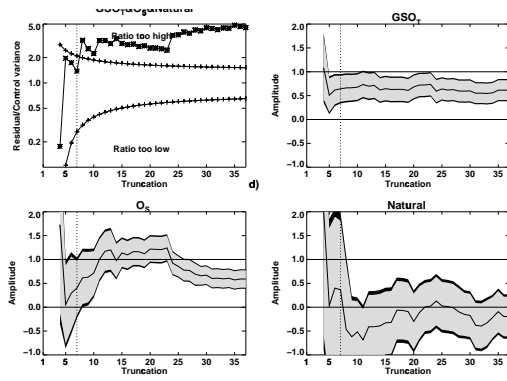 GSO_T&O_S&Natural
Ratio too high
Ratio too low
Residual/Control variance
5.0
2.0
1.0
0.5
0.2
1 5 10 15 20 25 30 35
Truncation
GSO_T
Amplitude
2.0
1.5
1.0
0.5
0.0
−0.5
−1.0
1 5 10 15 20 25 30 35
Truncation
d)
O_S
Amplitude
2.0
1.5
1.0
0.5
0.0
−0.5
−1.0
1 5 10 15 20 25 30 35
Truncation
Natural
Amplitude
2.0
1.5
1.0
0.5
0.0
−0.5
−1.0
1 5 10 15 20 25 30 35
Truncation